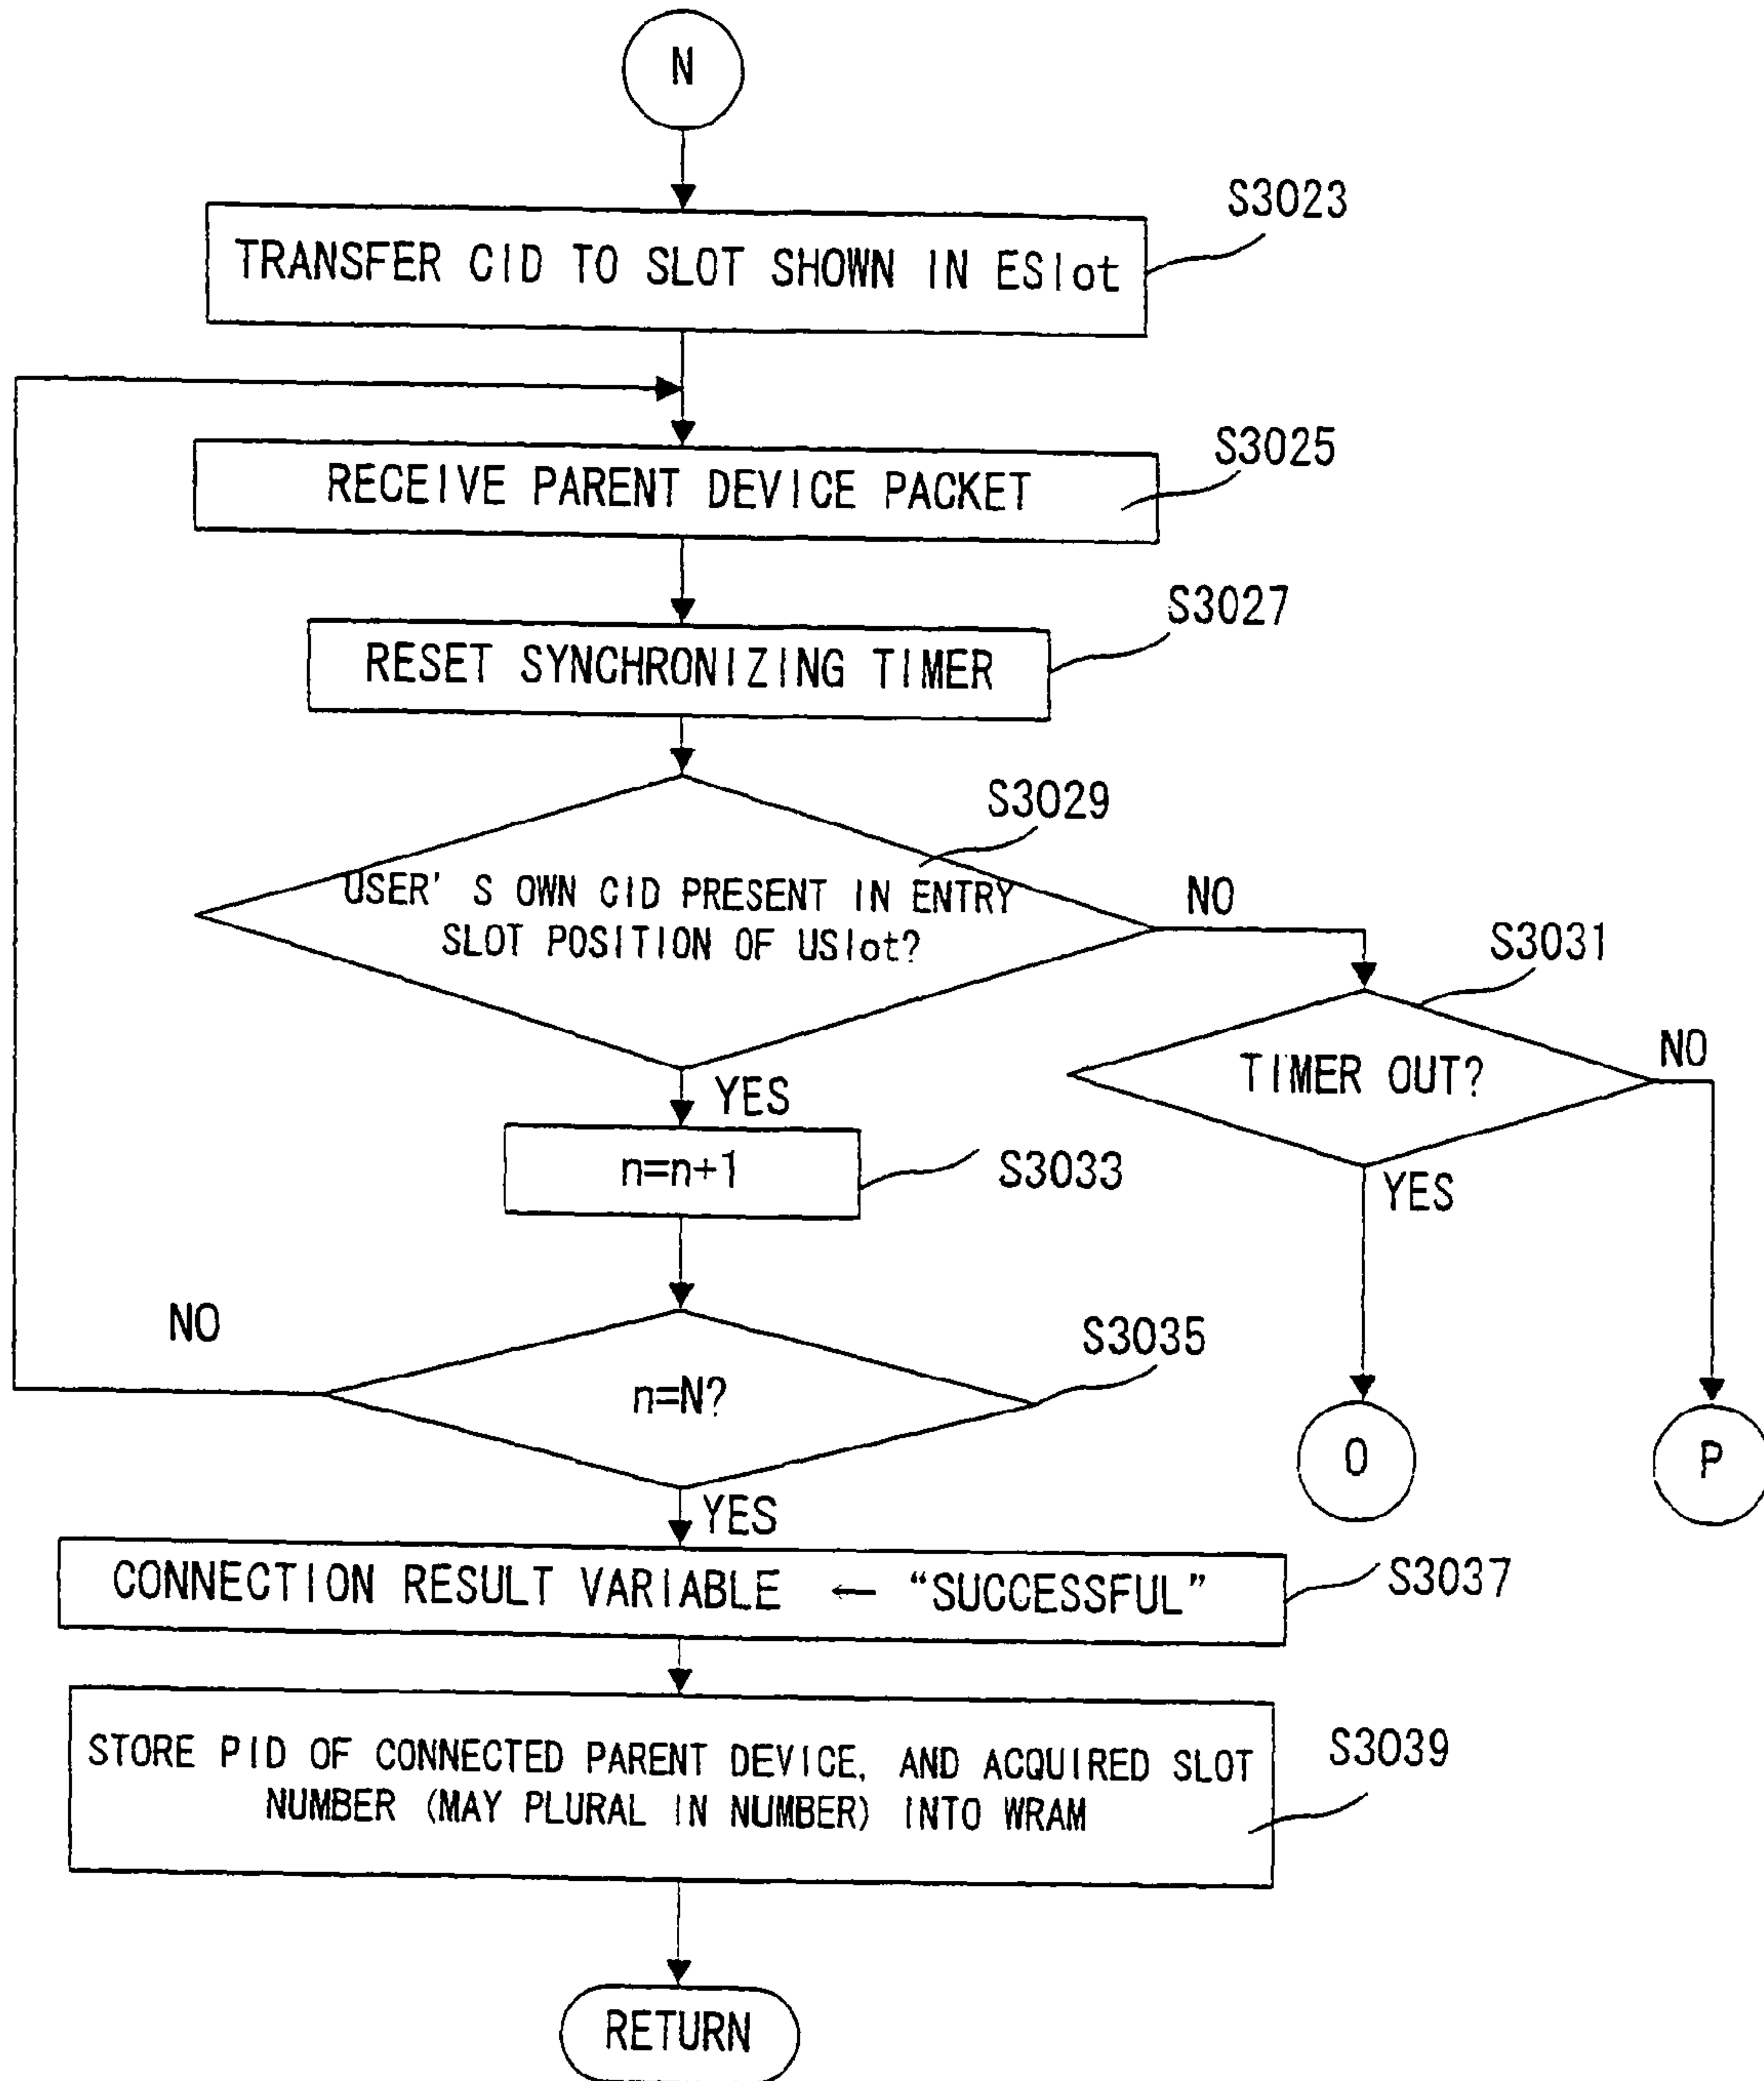 N
S3023
TRANSFER CID TO SLOT SHOWN IN ESlot
S3025
RECEIVE PARENT DEVICE PACKET
S3027
RESET SYNCHRONIZING TIMER
S3029
USER'S OWN CID PRESENT IN ENTRY
SLOT POSITION OF USlot?
NO
S3031
TIMER OUT?
NO
YES
YES
n=n+1
S3033
NO
S3035
n=N?
O
P
YES
CONNECTION RESULT VARIABLE ← “SUCCESSFUL”
S3037
STORE PID OF CONNECTED PARENT DEVICE, AND ACQUIRED SLOT
NUMBER (MAY PLURAL IN NUMBER) INTO WRAM
S3039
RETURN